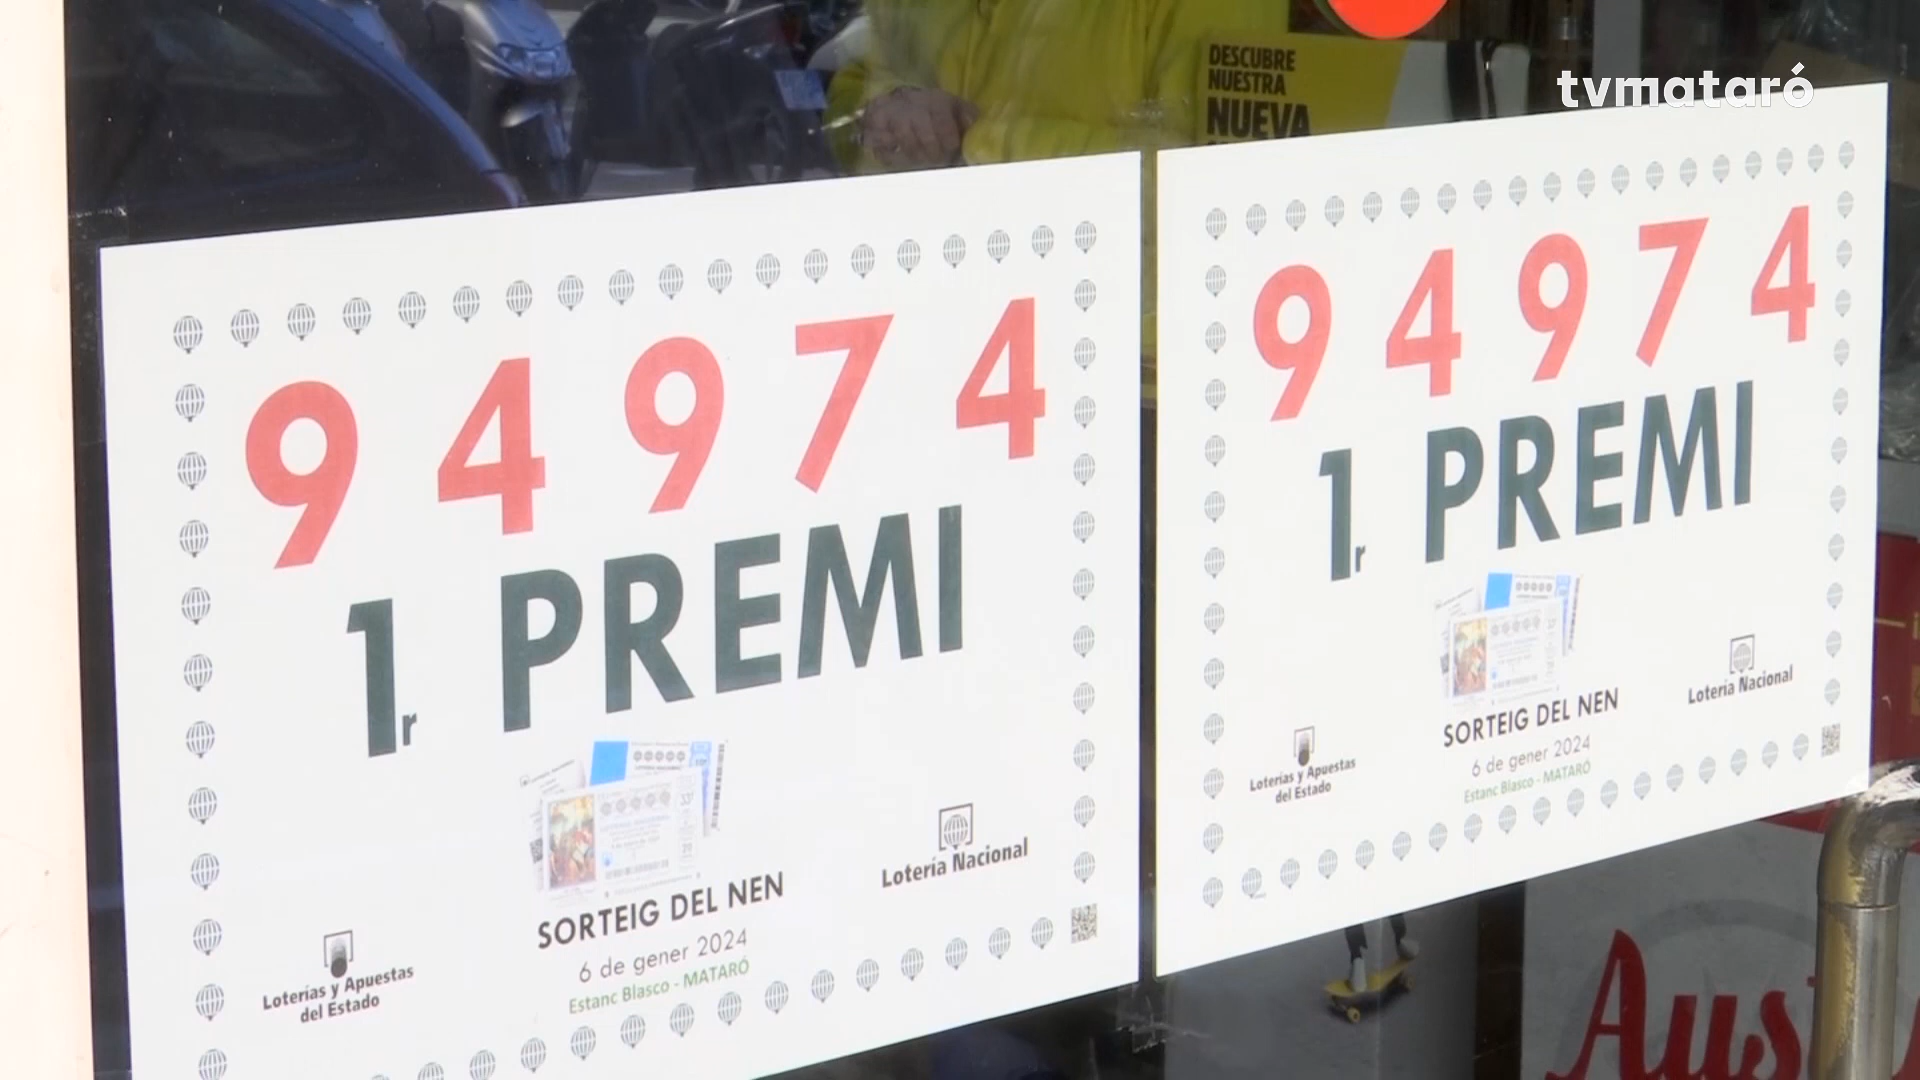 tvmataró
DESCUBRE
NUESTRA
NUEVA
94974
1r PREMI
SORTEIG DEL NEN
6 de gener 2024
Estanc Blasco - MATARÓ
Loterías y Apuestas
del Estado
Lotería Nacional
94974
1r PREMI
SORTEIG DEL NEN
6 de gener 2024
Estanc Blasco - MATARÓ
Loterías y Apuestas
del Estado
Lotería Nacional